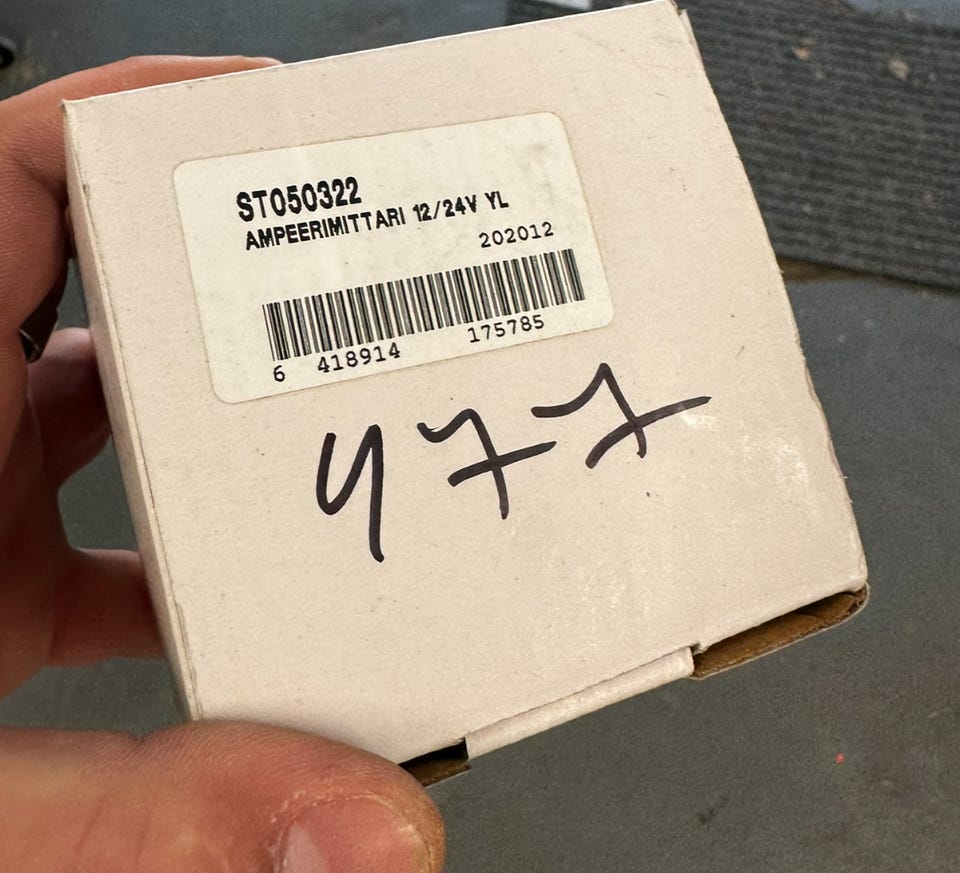 ST050322
AMPEERIMITTARI 12/24V YL
202012
6 418914 175785
477